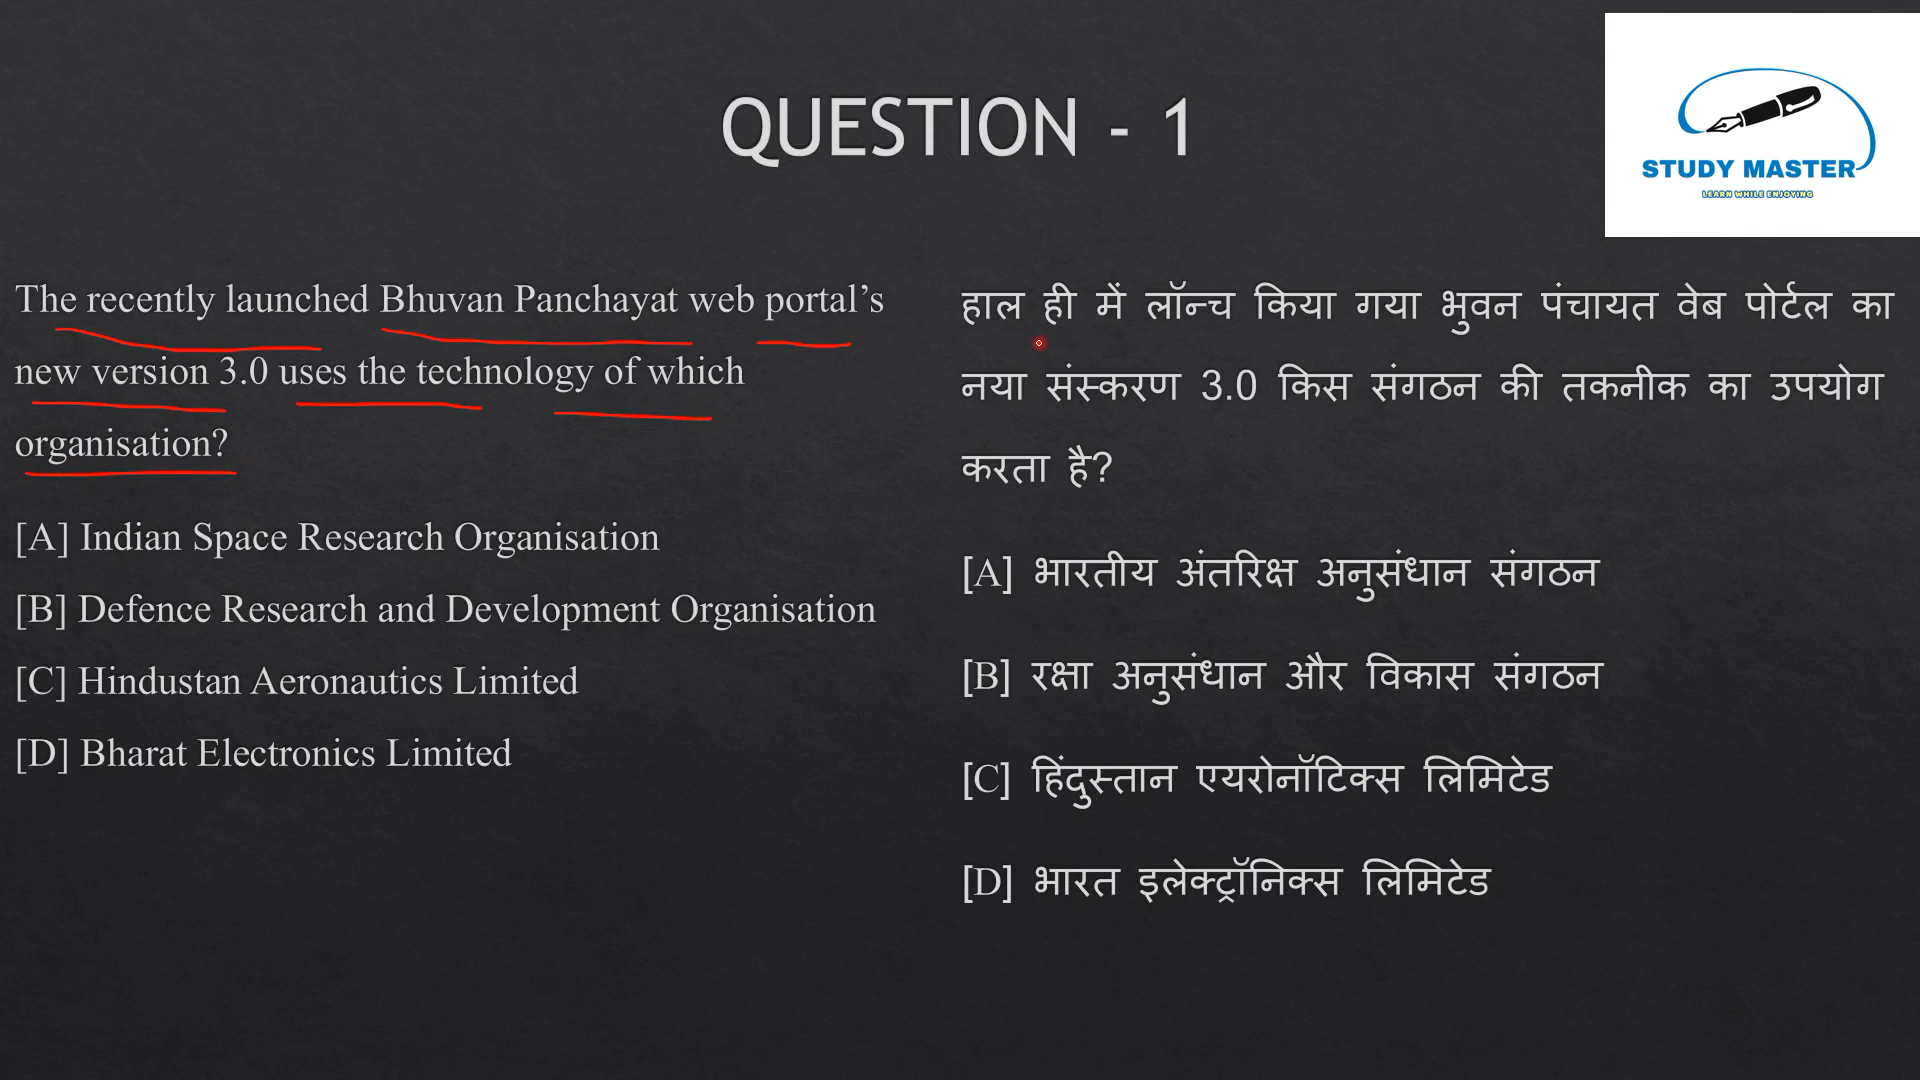 QUESTION - 1
STUDY MASTER
LEARN WHILE ENJOYING
The recently launched Bhuvan Panchayat web portal’s
new version 3.0 uses the technology of which
organisation?
[A] Indian Space Research Organisation
[B] Defence Research and Development Organisation
[C] Hindustan Aeronautics Limited
[D] Bharat Electronics Limited
हाल ही में लॉन्च किया गया भुवन पंचायत वेब पोर्टल का
नया संस्करण 3.0 किस संगठन की तकनीक का उपयोग
करता है?
[A] भारतीय अंतरिक्ष अनुसंधान संगठन
[B] रक्षा अनुसंधान और विकास संगठन
[C] हिंदुस्तान एयरोनॉटिक्स लिमिटेड
[D] भारत इलेक्ट्रॉनिक्स लिमिटेड